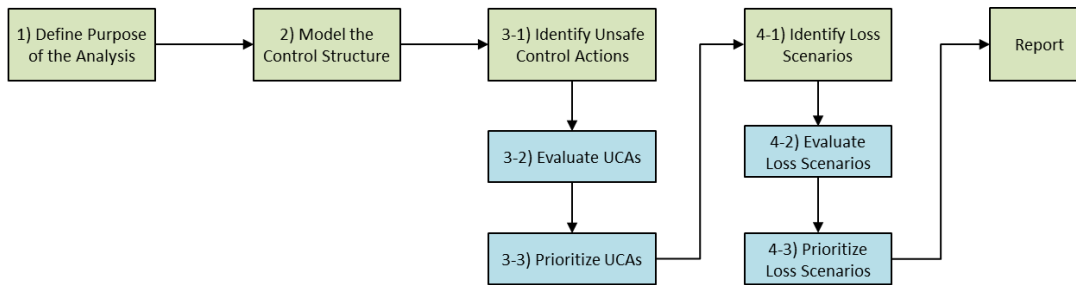 1) Define Purpose
of the Analysis
2) Model the
Control Structure
3-1) Identify Unsafe
Control Actions
3-2) Evaluate UCAs
3-3) Prioritize UCAs
4-1) Identify Loss
Scenarios
4-2) Evaluate
Loss Scenarios
4-3) Prioritize
Loss Scenarios
Report